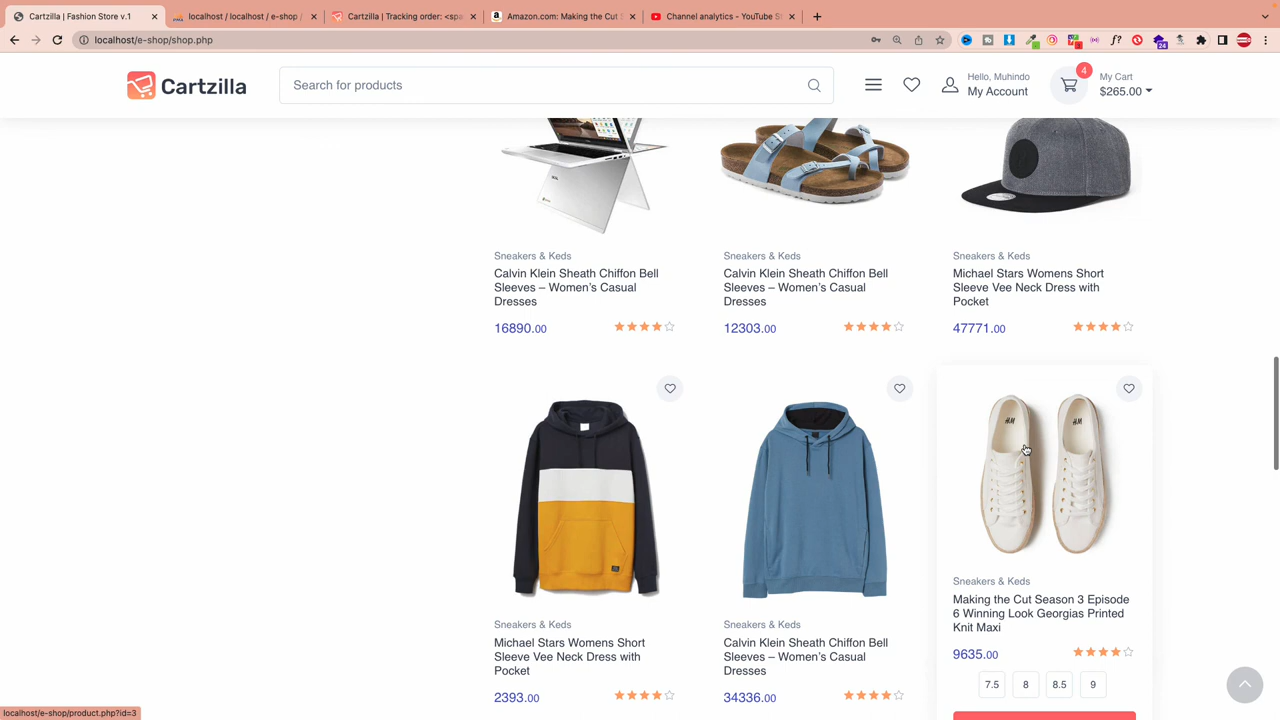 Cartzilla | Fashion Store v.1
localhost / localhost / e-shop /
Cartzilla | Tracking order: <spa
Amazon.com: Making the Cut S
Channel analytics - YouTube S
localhost/e-shop/shop.php
Cartzilla
Search for products
Hello, Muhindo
My Account
4
My Cart
$265.00
Sneakers & Keds
Calvin Klein Sheath Chiffon Bell
Sleeves – Women’s Casual
Dresses
16890.00
Sneakers & Keds
Calvin Klein Sheath Chiffon Bell
Sleeves – Women’s Casual
Dresses
12303.00
Sneakers & Keds
Michael Stars Womens Short
Sleeve Vee Neck Dress with
Pocket
47771.00
Sneakers & Keds
Michael Stars Womens Short
Sleeve Vee Neck Dress with
Pocket
2393.00
Sneakers & Keds
Calvin Klein Sheath Chiffon Bell
Sleeves – Women’s Casual
Dresses
34336.00
H&M H&M
Sneakers & Keds
Making the Cut Season 3 Episode
6 Winning Look Georgias Printed
Knit Maxi
9635.00
7.5 8 8.5 9
localhost/e-shop/product.php?id=3